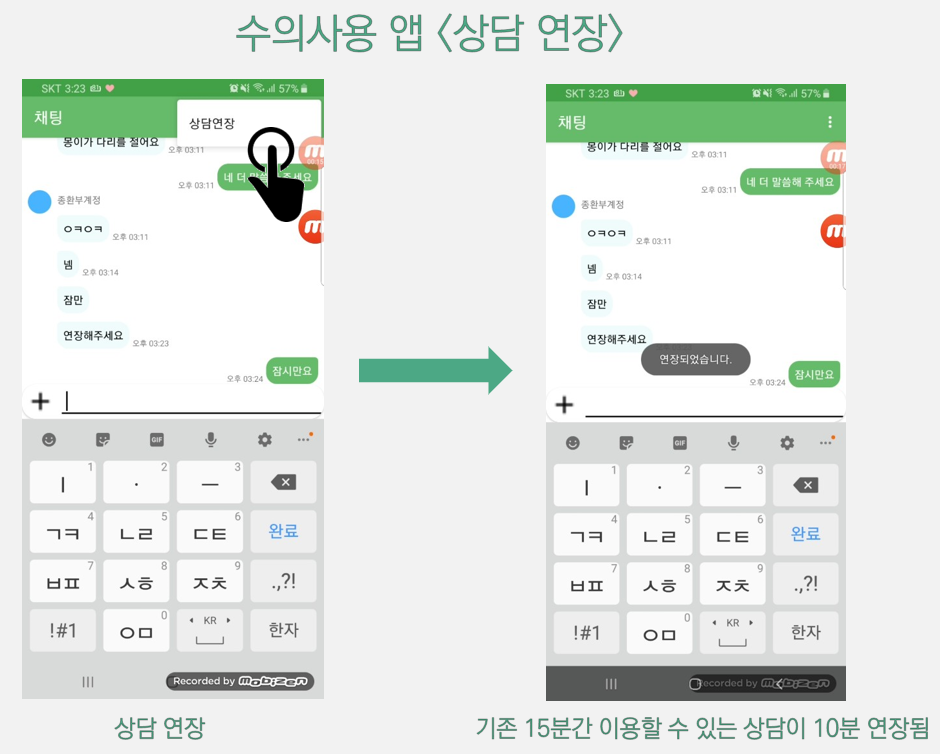 수의사용 앱 <상담 연장>
SKT 3:23 57%
채팅
상담연장
몽이가 다리를 절어요 오후 03:11
00:15
오후 03:11 네 더 말씀해 주세요
종환부계정
ㅇㅋㅇㅋ 오후 03:11
넴 오후 03:14
잠만
연장해주세요 오후 03:23
오후 03:24 잠시만요
+
GIF
ㅣ 1 · 2 ㅡ 3
ㄱㅋ 4 ㄴㄹ 5 ㄷㅌ 6 완료
ㅂㅍ 7 ㅅㅎ 8 ㅈㅊ 9 .,?!
!#1 ㅇㅁ 0 KR 한자
Recorded by mobizen
상담 연장
SKT 3:23 57%
채팅
몽이가 다리를 절어요 오후 03:11
00:17
오후 03:11 네 더 말씀해 주세요
종환부계정
ㅇㅋㅇㅋ 오후 03:11
넴 오후 03:14
잠만
연장해주세요
연장되었습니다.
오후 03:24 잠시만요
+
GIF
ㅣ 1 · 2 ㅡ 3
ㄱㅋ 4 ㄴㄹ 5 ㄷㅌ 6 완료
ㅂㅍ 7 ㅅㅎ 8 ㅈㅊ 9 .,?!
!#1 ㅇㅁ 0 KR 한자
Recorded by mobizen
기존 15분간 이용할 수 있는 상담이 10분 연장됨